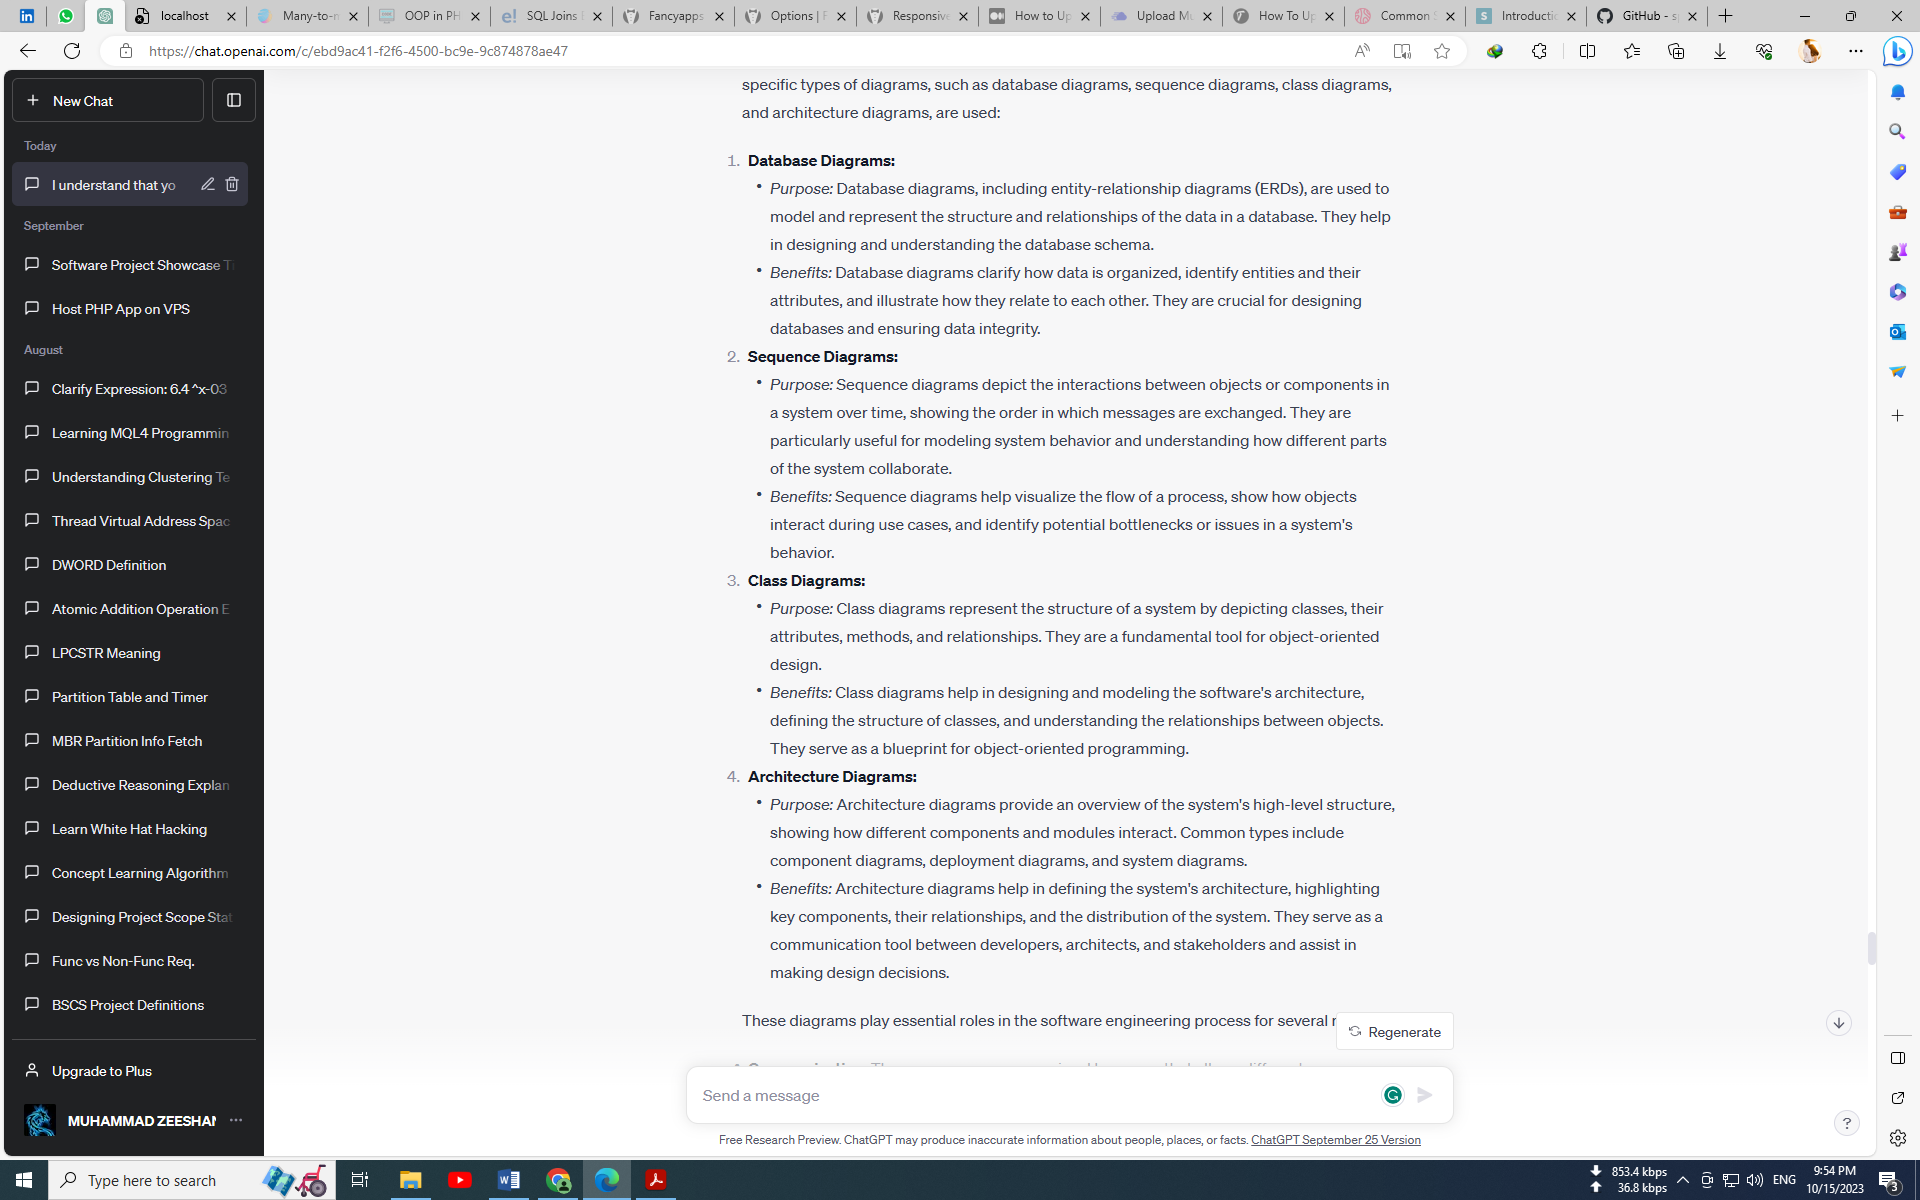 localhost
Many-to-m
OOP in PH
SQL Joins
Fancyapps
Options | F
Responsive
How to Up
Upload Mu
How To Up
Common S
Introductio
GitHub - s
https://chat.openai.com/c/ebd9ac41-f2f6-4500-bc9e-9c874878ae47
New Chat
Today
I understand that yo
September
Software Project Showcase T
Host PHP App on VPS
August
Clarify Expression: 6.4 ^x-03
Learning MQL4 Programmin
Understanding Clustering Te
Thread Virtual Address Spac
DWORD Definition
Atomic Addition Operation E
LPCSTR Meaning
Partition Table and Timer
MBR Partition Info Fetch
Deductive Reasoning Explan
Learn White Hat Hacking
Concept Learning Algorithm
Designing Project Scope Stat
Func vs Non-Func Req.
BSCS Project Definitions
Upgrade to Plus
MUHAMMAD ZEESHAN
specific types of diagrams, such as database diagrams, sequence diagrams, class diagrams,
and architecture diagrams, are used:
1. Database Diagrams:
• Purpose: Database diagrams, including entity-relationship diagrams (ERDs), are used to
model and represent the structure and relationships of the data in a database. They help
in designing and understanding the database schema.
• Benefits: Database diagrams clarify how data is organized, identify entities and their
attributes, and illustrate how they relate to each other. They are crucial for designing
databases and ensuring data integrity.
2. Sequence Diagrams:
• Purpose: Sequence diagrams depict the interactions between objects or components in
a system over time, showing the order in which messages are exchanged. They are
particularly useful for modeling system behavior and understanding how different parts
of the system collaborate.
• Benefits: Sequence diagrams help visualize the flow of a process, show how objects
interact during use cases, and identify potential bottlenecks or issues in a system's
behavior.
3. Class Diagrams:
• Purpose: Class diagrams represent the structure of a system by depicting classes, their
attributes, methods, and relationships. They are a fundamental tool for object-oriented
design.
• Benefits: Class diagrams help in designing and modeling the software's architecture,
defining the structure of classes, and understanding the relationships between objects.
They serve as a blueprint for object-oriented programming.
4. Architecture Diagrams:
• Purpose: Architecture diagrams provide an overview of the system's high-level structure,
showing how different components and modules interact. Common types include
component diagrams, deployment diagrams, and system diagrams.
• Benefits: Architecture diagrams help in defining the system's architecture, highlighting
key components, their relationships, and the distribution of the system. They serve as a
communication tool between developers, architects, and stakeholders and assist in
making design decisions.
These diagrams play essential roles in the software engineering process for several r
Regenerate
Send a message
Free Research Preview. ChatGPT may produce inaccurate information about people, places, or facts. ChatGPT September 25 Version
Type here to search
853.4 kbps
36.8 kbps
ENG
9:54 PM
10/15/2023
3